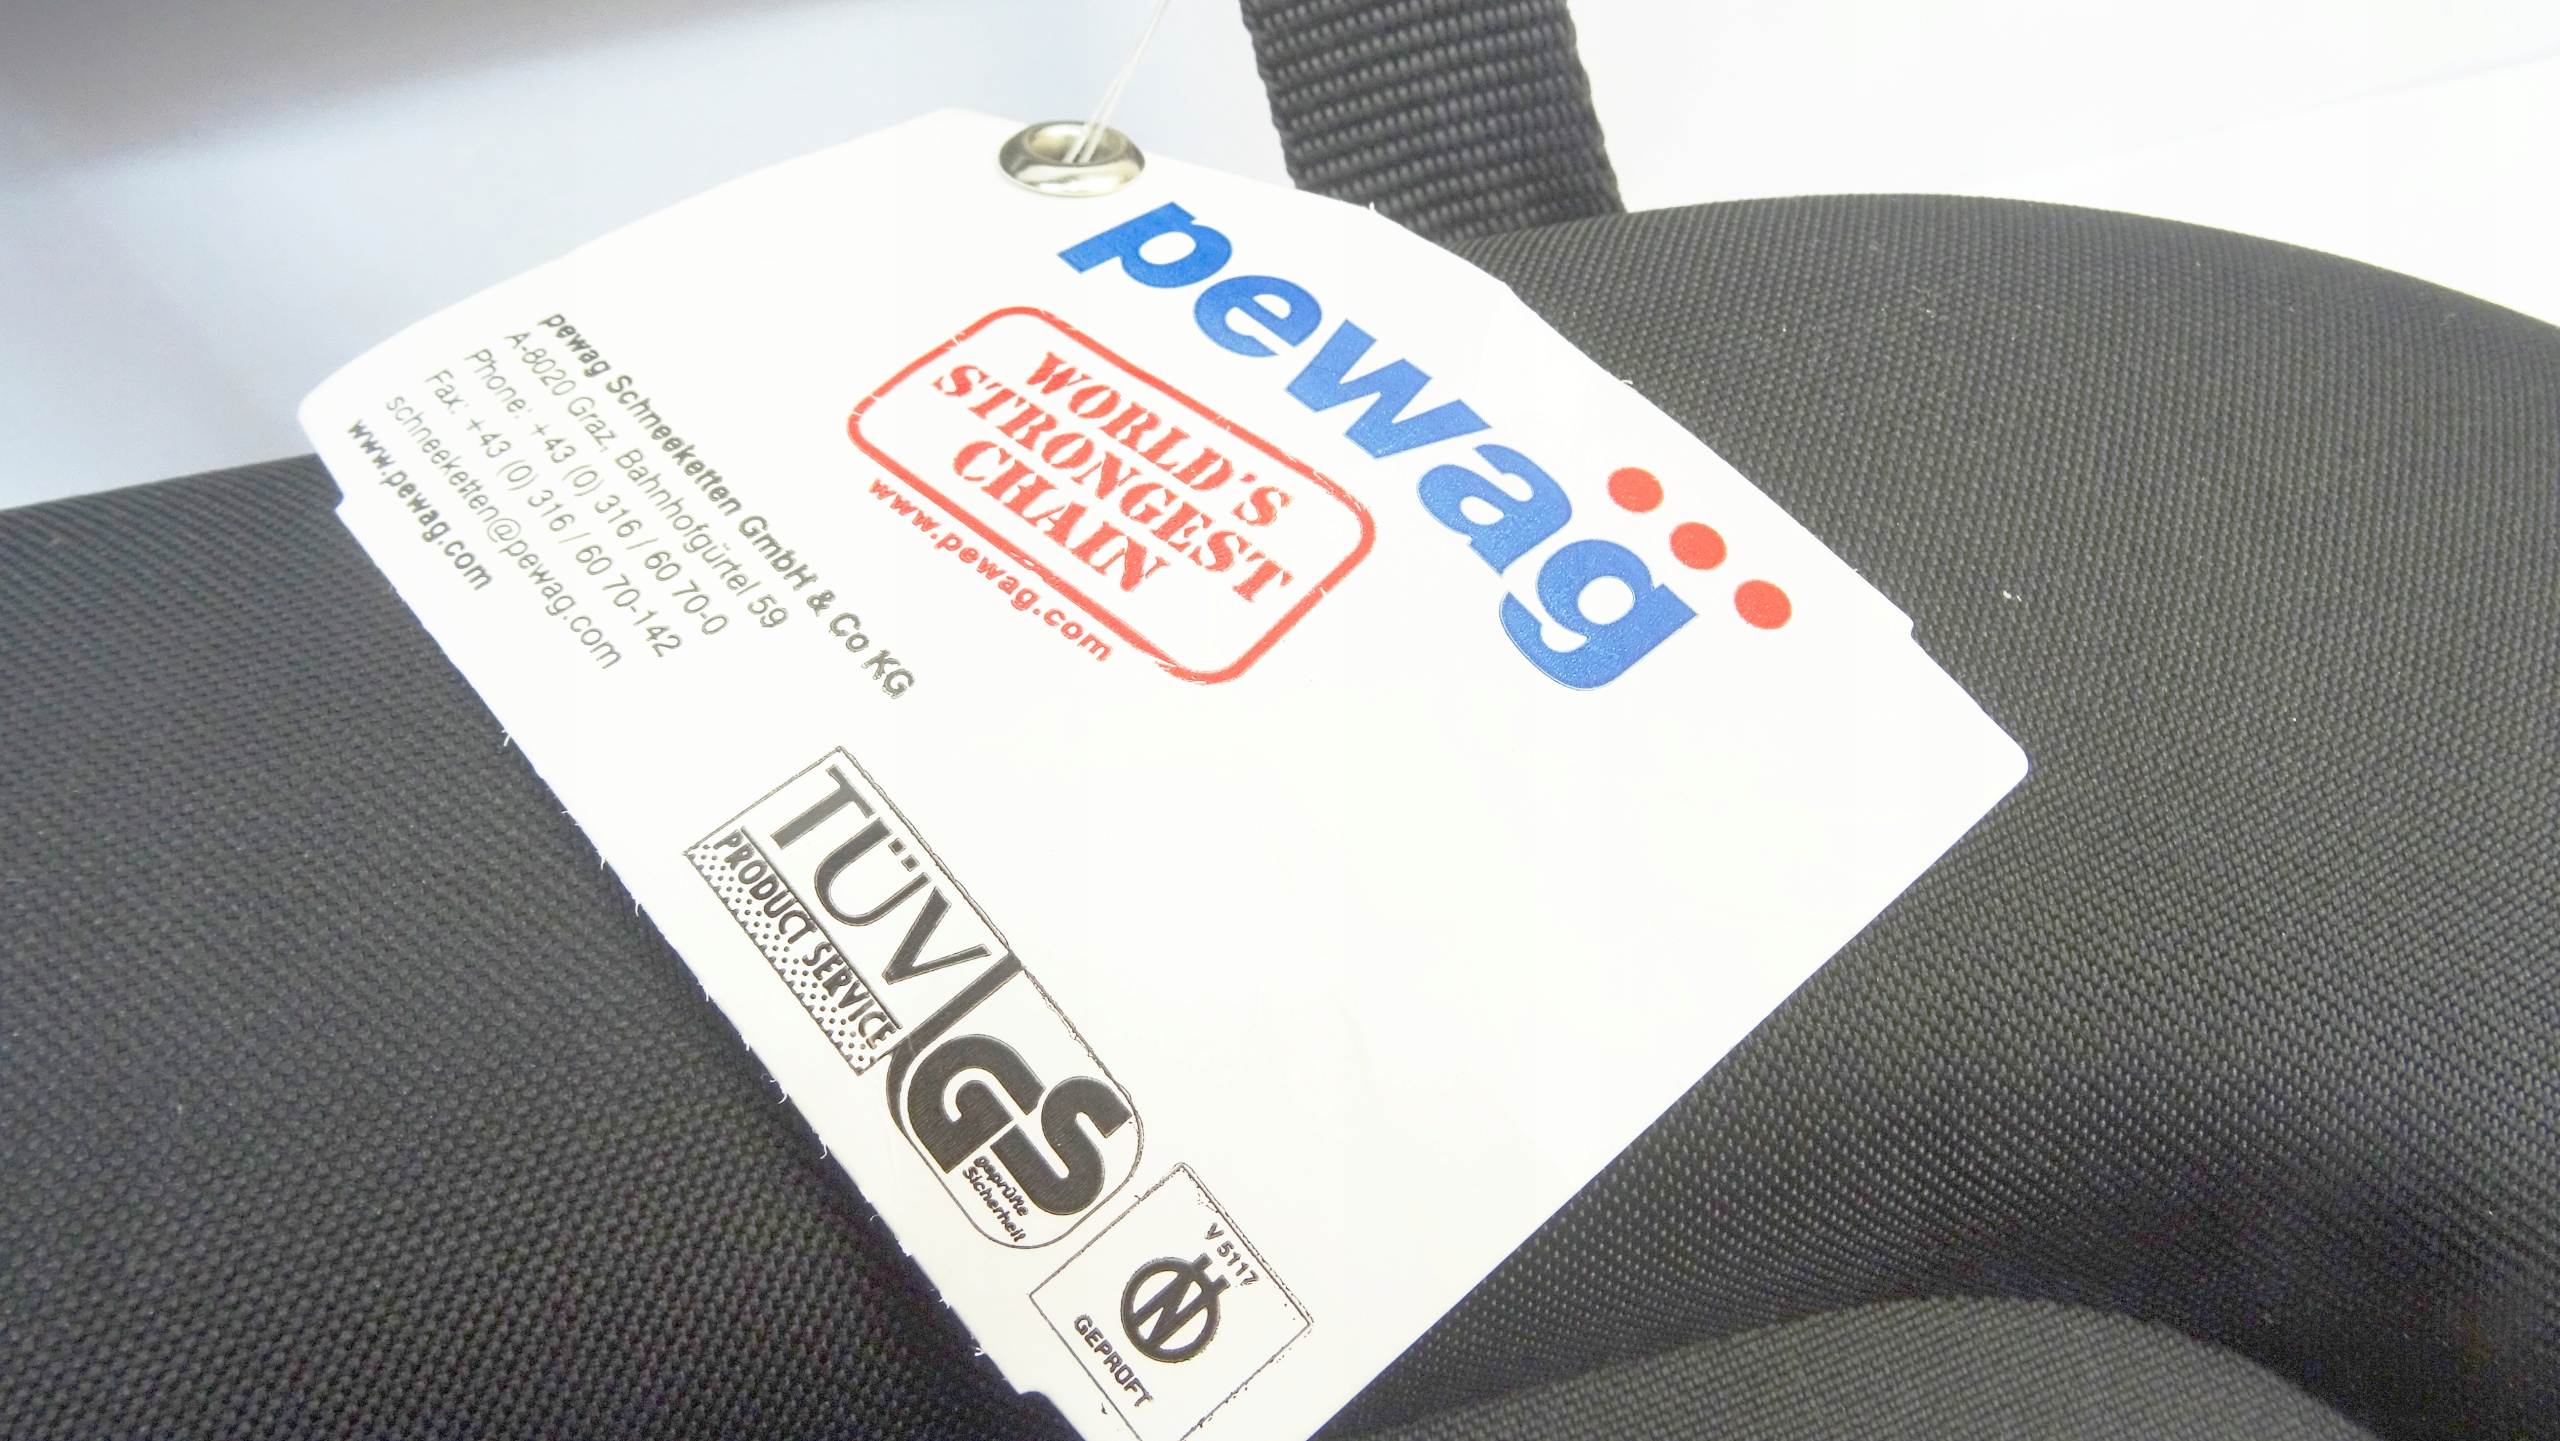 pewag
WORLD'S
STRONGEST
CHAIN
www.pewag.com
pewag Schneeketten GmbH & Co KG
A-8020 Graz, Bahnhofgürtel 59
Phone: +43 (0) 316 / 60 70-0
Fax: +43 (0) 316 / 60 70-142
schneeketten@pewag.com
www.pewag.com
TÜV
PRODUCT SERVICE
GS
geprüfte
Sicherheit
V 5117
N
GEPRÜFT